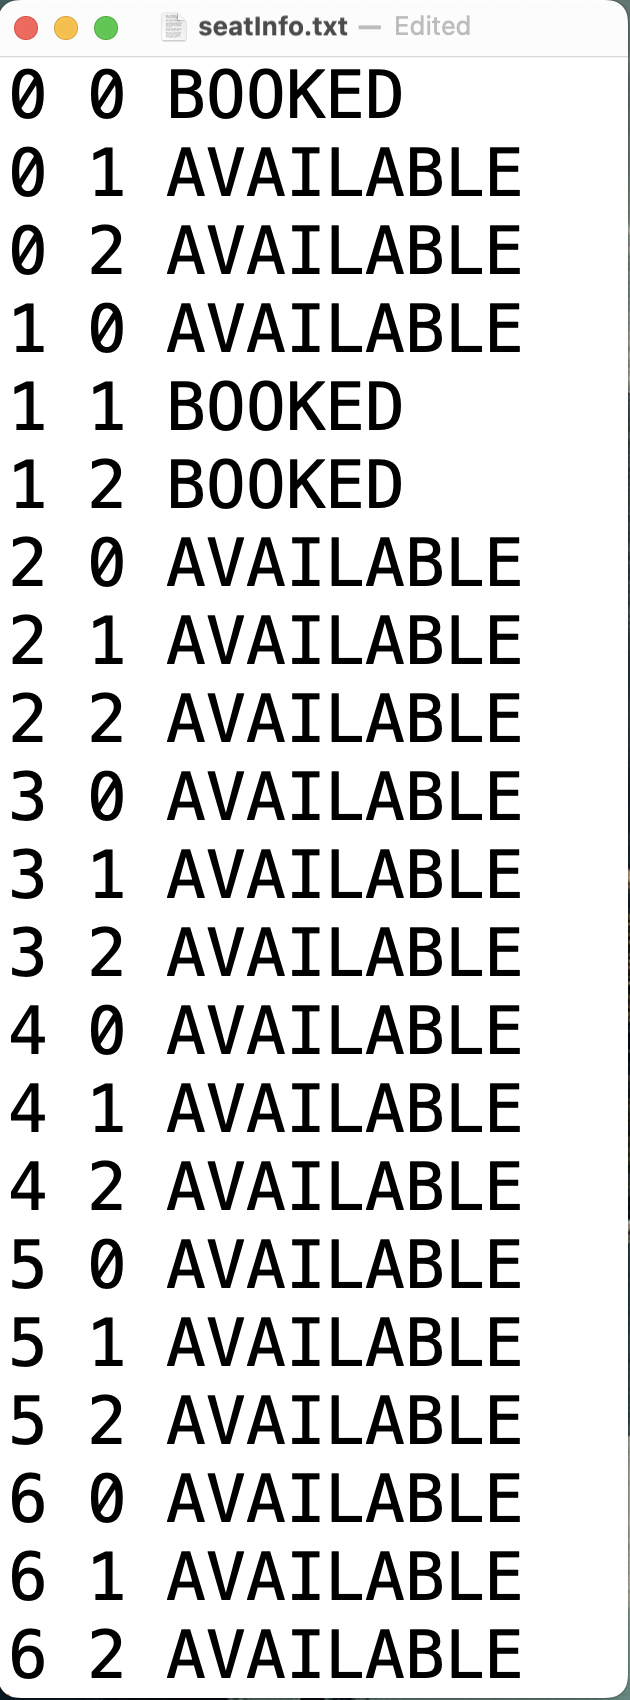 seatInfo.txt — Edited
0 0 BOOKED
0 1 AVAILABLE
0 2 AVAILABLE
1 0 AVAILABLE
1 1 BOOKED
1 2 BOOKED
2 0 AVAILABLE
2 1 AVAILABLE
2 2 AVAILABLE
3 0 AVAILABLE
3 1 AVAILABLE
3 2 AVAILABLE
4 0 AVAILABLE
4 1 AVAILABLE
4 2 AVAILABLE
5 0 AVAILABLE
5 1 AVAILABLE
5 2 AVAILABLE
6 0 AVAILABLE
6 1 AVAILABLE
6 2 AVAILABLE